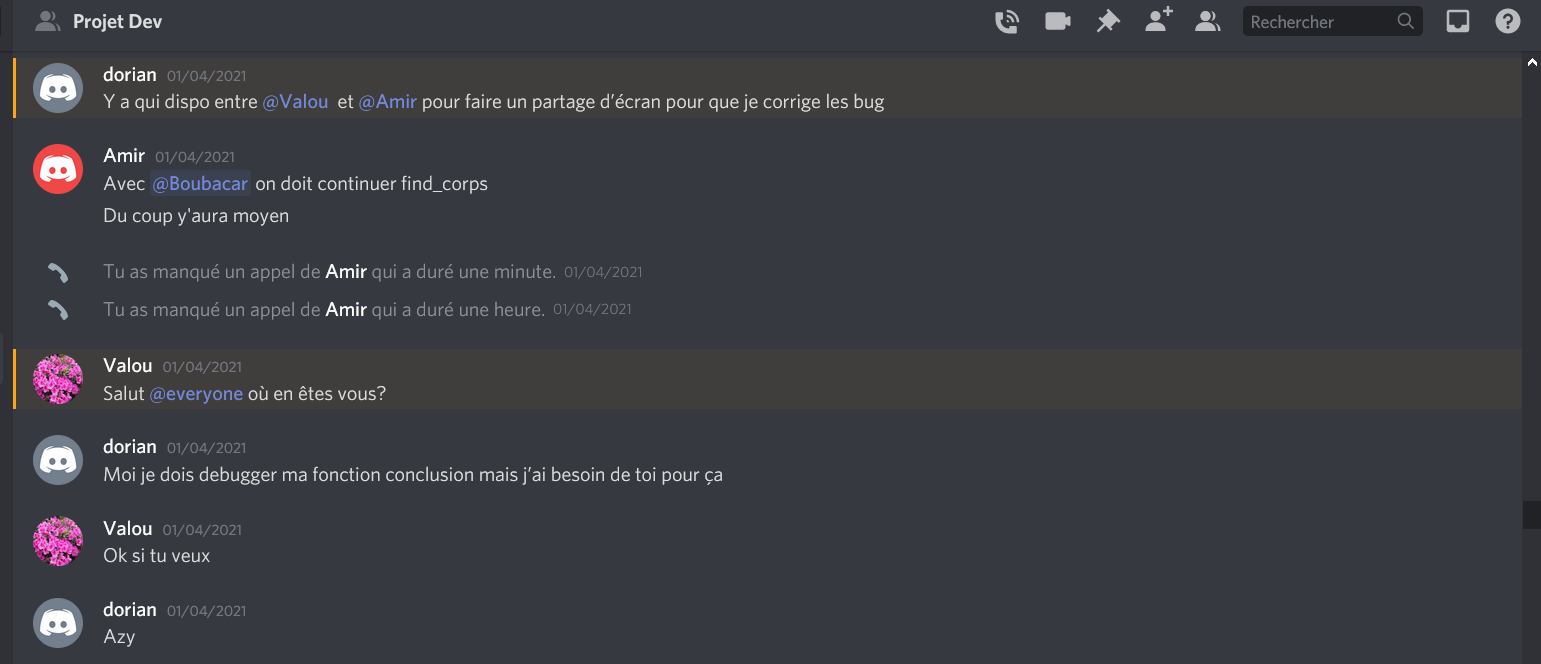 Projet Dev
Rechercher
dorian 01/04/2021
Y a qui dispo entre @Valou et @Amir pour faire un partage d’écran pour que je corrige les bug
Amir 01/04/2021
Avec @Boubacar on doit continuer find_corps
Du coup y'aura moyen
Tu as manqué un appel de Amir qui a duré une minute. 01/04/2021
Tu as manqué un appel de Amir qui a duré une heure. 01/04/2021
Valou 01/04/2021
Salut @everyone où en êtes vous?
dorian 01/04/2021
Moi je dois debugger ma fonction conclusion mais j’ai besoin de toi pour ça
Valou 01/04/2021
Ok si tu veux
dorian 01/04/2021
Azy